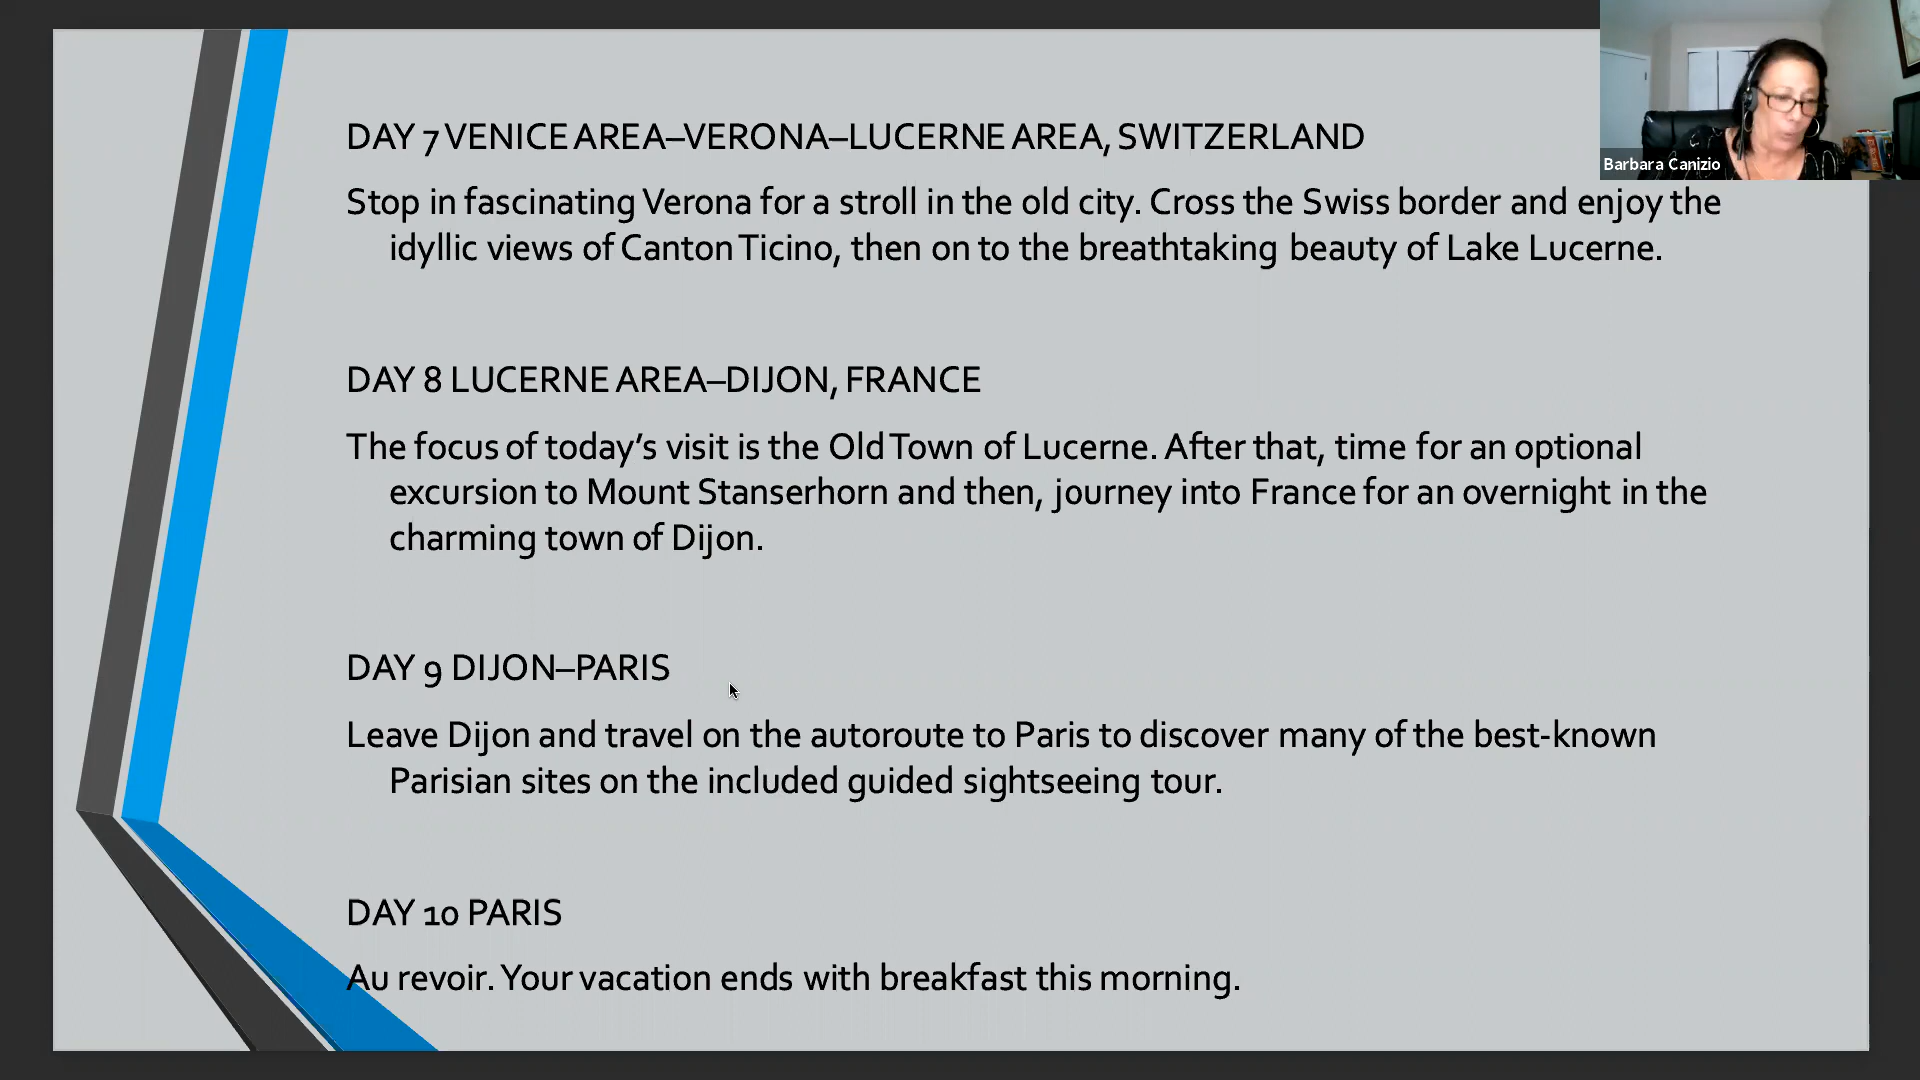 DAY 7 VENICE AREA–VERONA–LUCERNE AREA, SWITZERLAND
Barbara Canizio
Stop in fascinating Verona for a stroll in the old city. Cross the Swiss border and enjoy the
idyllic views of Canton Ticino, then on to the breathtaking beauty of Lake Lucerne.
DAY 8 LUCERNE AREA–DIJON, FRANCE
The focus of today’s visit is the Old Town of Lucerne. After that, time for an optional
excursion to Mount Stanserhorn and then, journey into France for an overnight in the
charming town of Dijon.
DAY 9 DIJON–PARIS
Leave Dijon and travel on the autoroute to Paris to discover many of the best-known
Parisian sites on the included guided sightseeing tour.
DAY 10 PARIS
Au revoir. Your vacation ends with breakfast this morning.